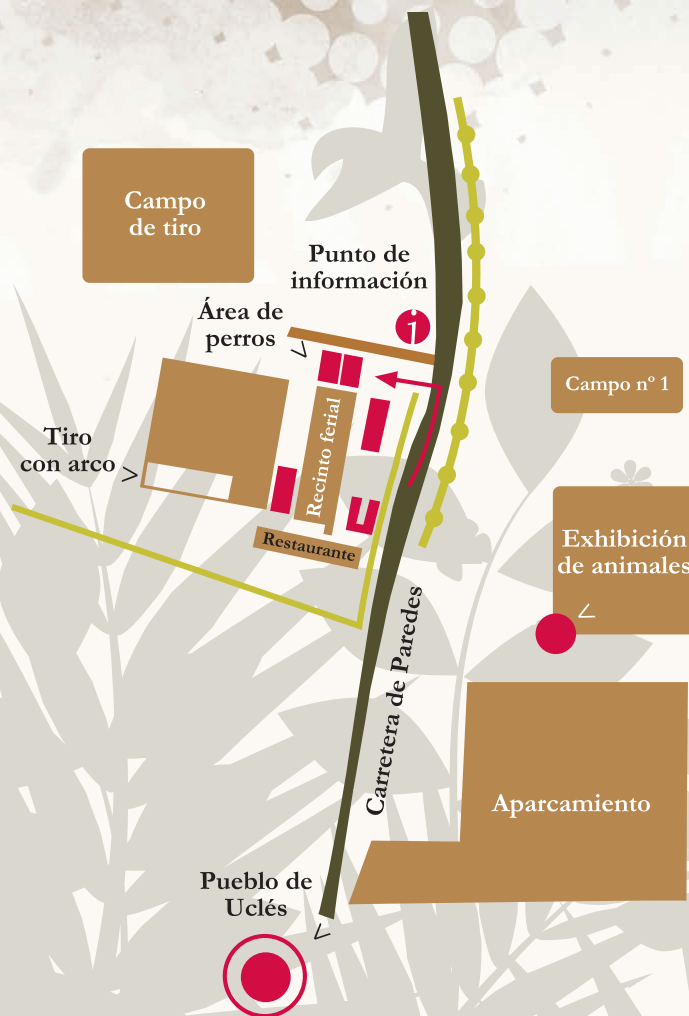 Campo
de tiro
Punto de
información
i
Área de
perros
Campo nº 1
Tiro
con arco
Recinto ferial
Restaurante
Exhibición
de animales
Carretera de Paredes
Aparcamiento
Pueblo de
Uclés